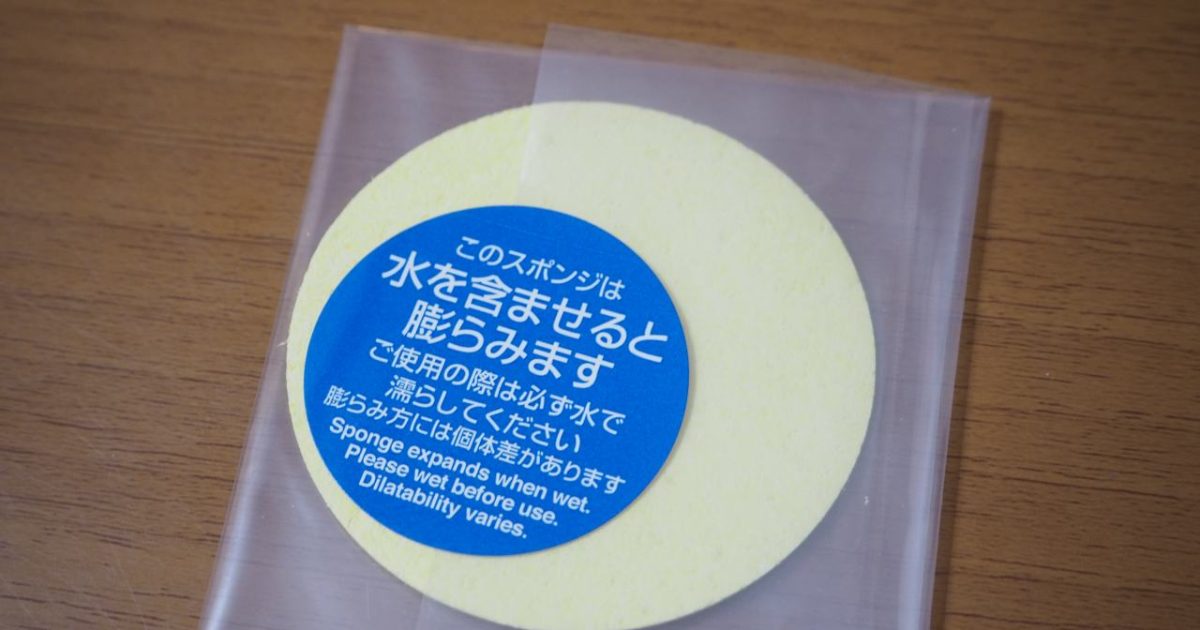 このスポンジは
水を含ませると
膨らみます
ご使用の際は必ず水で
濡らしてください
膨らみ方には個体差があります
Sponge expands when wet.
Please wet before use.
Dilatability varies.